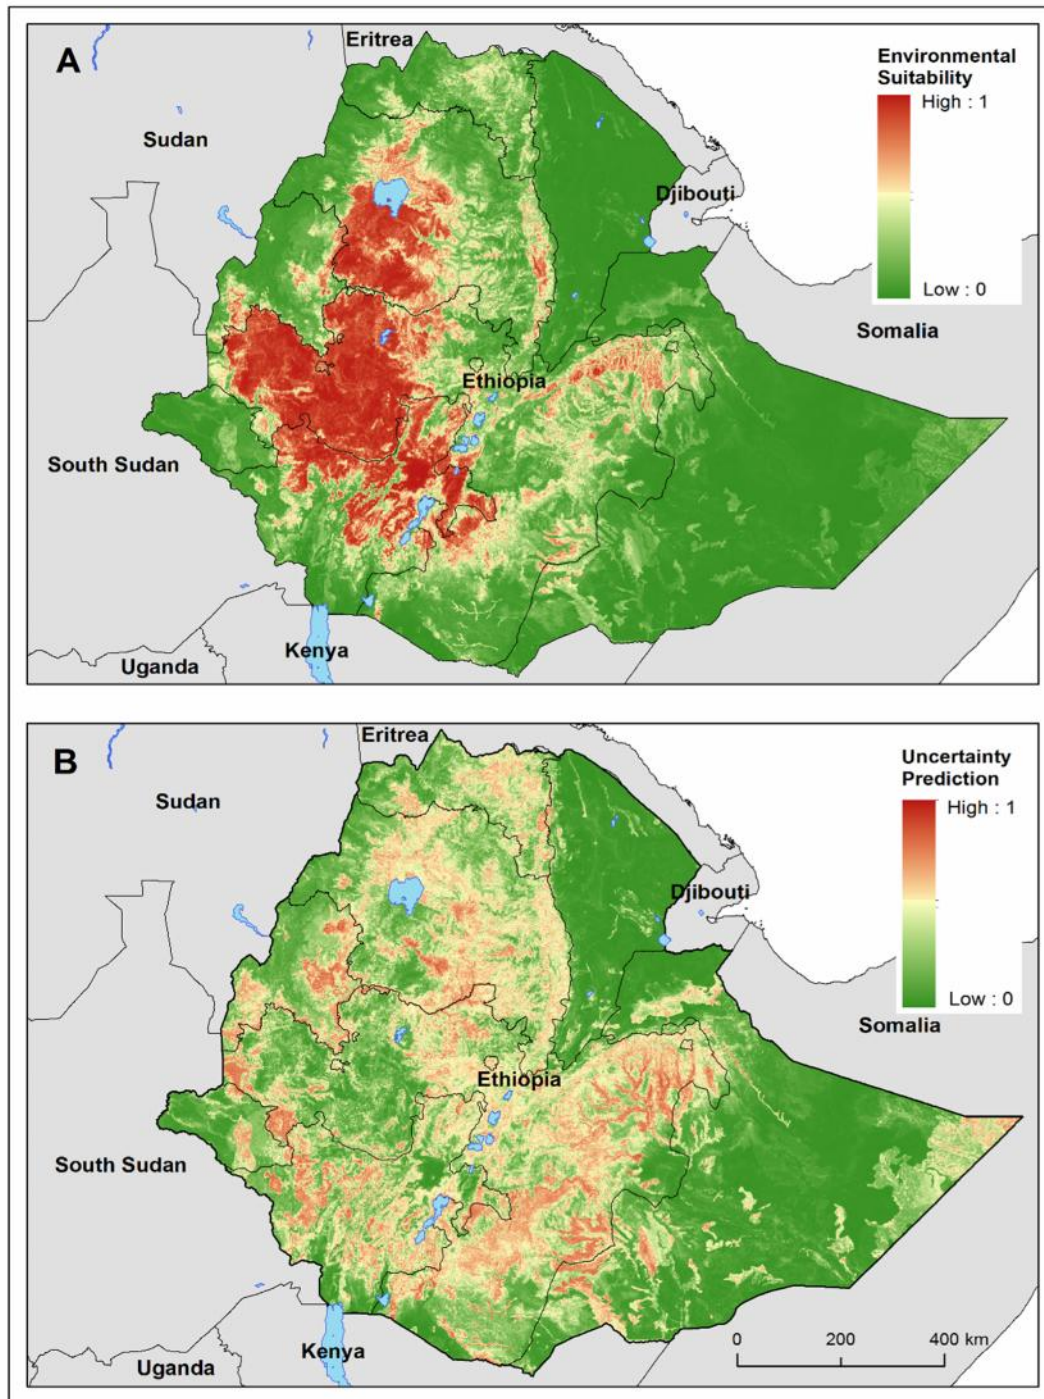 A
Eritrea
Environmental
Suitability
High : 1
Sudan
Djibouti
Low : 0
Somalia
Ethiopia
South Sudan
Kenya
Uganda
B
Eritrea
Uncertainty
Prediction
High : 1
Sudan
Djibouti
Low : 0
Somalia
Ethiopia
South Sudan
0 200 400 km
Kenya
Uganda